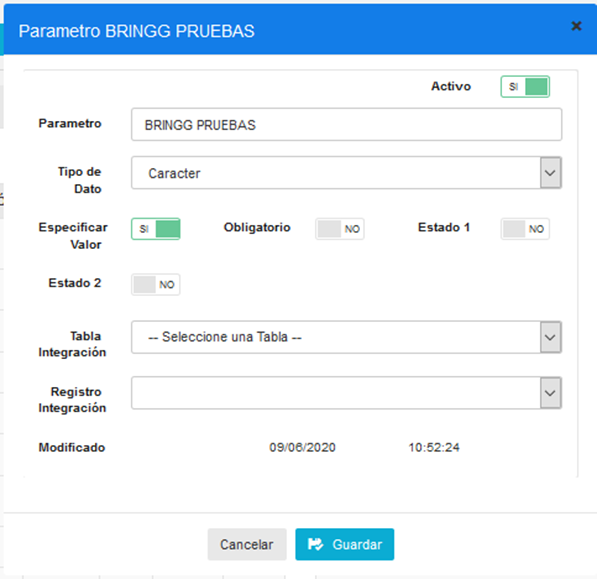 Parametro BRINGG PRUEBAS
Activo SI
Parametro BRINGG PRUEBAS
Tipo de Dato Caracter
Especificar Valor SI Obligatorio NO Estado 1 NO
Estado 2 NO
Tabla Integración -- Seleccione una Tabla --
Registro Integración
Modificado 09/06/2020 10:52:24
Cancelar Guardar